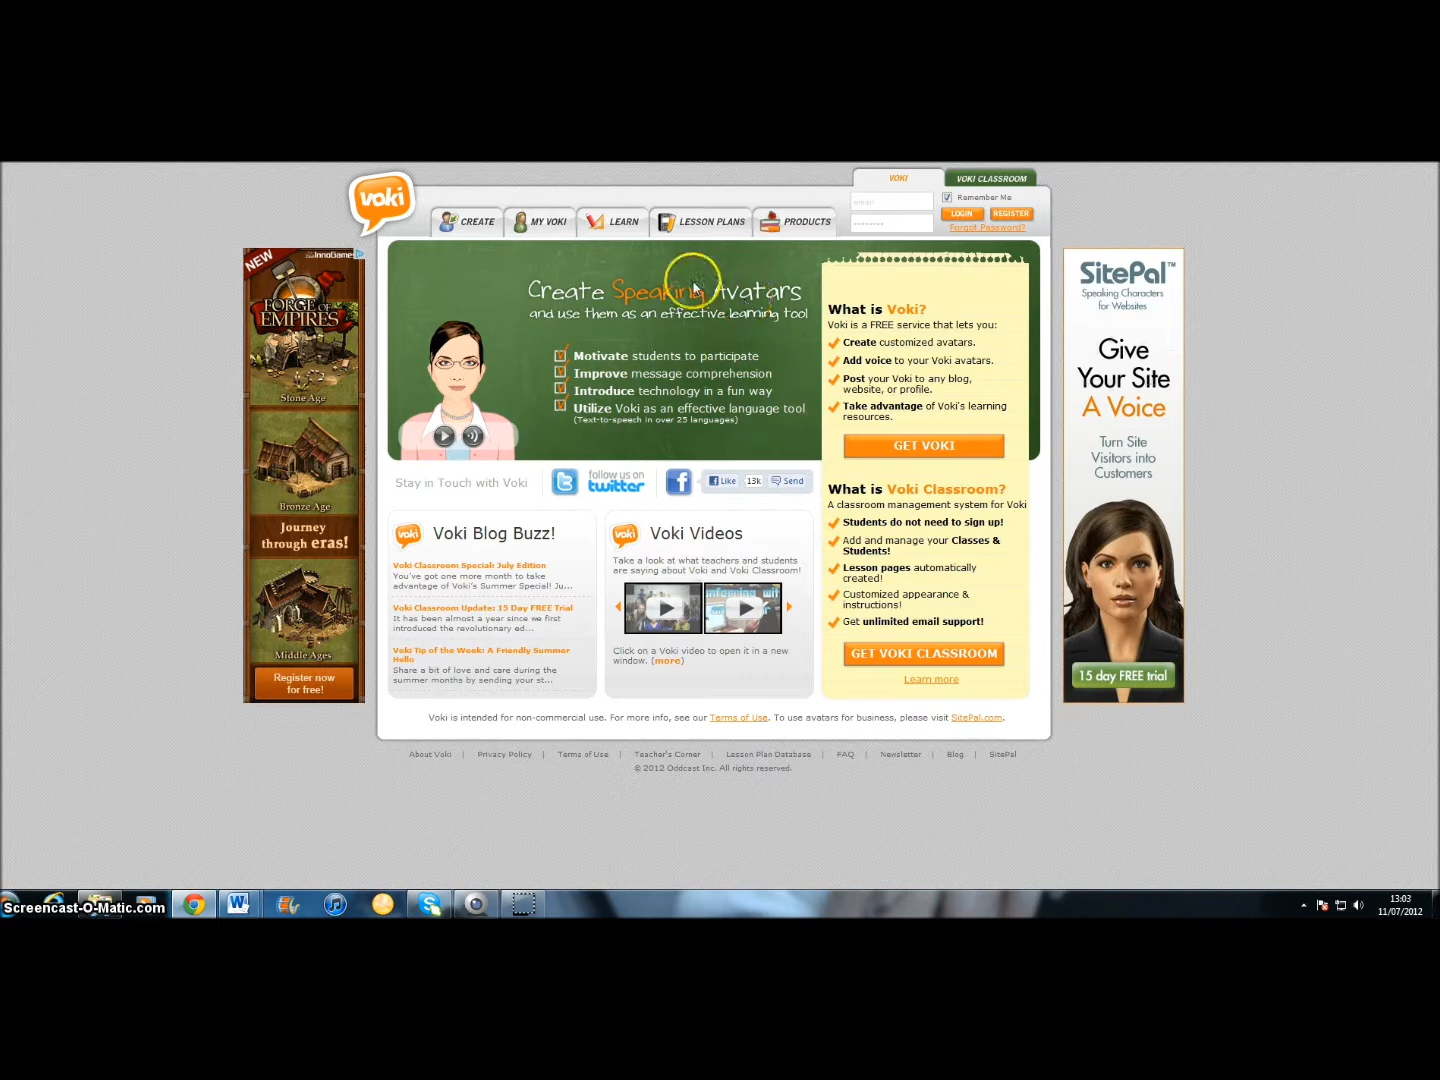 voki
VOKI
VOKI CLASSROOM
email
Remember Me
LOGIN
REGISTER
Forgot Password?
CREATE
MY VOKI
LEARN
LESSON PLANS
PRODUCTS
NEW
InnoGames
FORGE OF
EMPIRES
Stone Age
Bronze Age
Journey
through eras!
Middle Ages
Register now
for free!
Create Speaking Avatars
and use them as an effective learning tool
Motivate students to participate
Improve message comprehension
Introduce technology in a fun way
Utilize Voki as an effective language tool
(Text-to-speech in over 25 languages)
What is Voki?
Voki is a FREE service that lets you:
Create customized avatars.
Add voice to your Voki avatars.
Post your Voki to any blog,
website, or profile.
Take advantage of Voki's learning
resources.
GET VOKI
What is Voki Classroom?
A classroom management system for Voki
Students do not need to sign up!
Add and manage your Classes &
Students!
Lesson pages automatically
created!
Customized appearance &
instructions!
Get unlimited email support!
GET VOKI CLASSROOM
Learn more
Stay in Touch with Voki
follow us on
twitter
Like
13k
Send
voki
Voki Blog Buzz!
Voki Classroom Special: July Edition
You've got one more month to take
advantage of Voki's Summer Special! Ju...
Voki Classroom Update: 15 Day FREE Trial
It has been almost a year since we first
introduced the revolutionary ed...
Voki Tip of the Week: A Friendly Summer
Hello
Share a bit of love and care during the
summer months by sending your st...
voki
Voki Videos
Take a look at what teachers and students
are saying about Voki and Voki Classroom!
Click on a Voki video to open it in a new
window. (more)
SitePal™
Speaking Characters
for Websites
Give
Your Site
A Voice
Turn Site
Visitors into
Customers
15 day FREE trial
Voki is intended for non-commercial use. For more info, see our Terms of Use. To use avatars for business, please visit SitePal.com.
About Voki | Privacy Policy | Terms of Use | Teacher's Corner | Lesson Plan Database | FAQ | Newsletter | Blog | SitePal
© 2012 Oddcast Inc. All rights reserved.
Screencast-O-Matic.com
13:03
11/07/2012